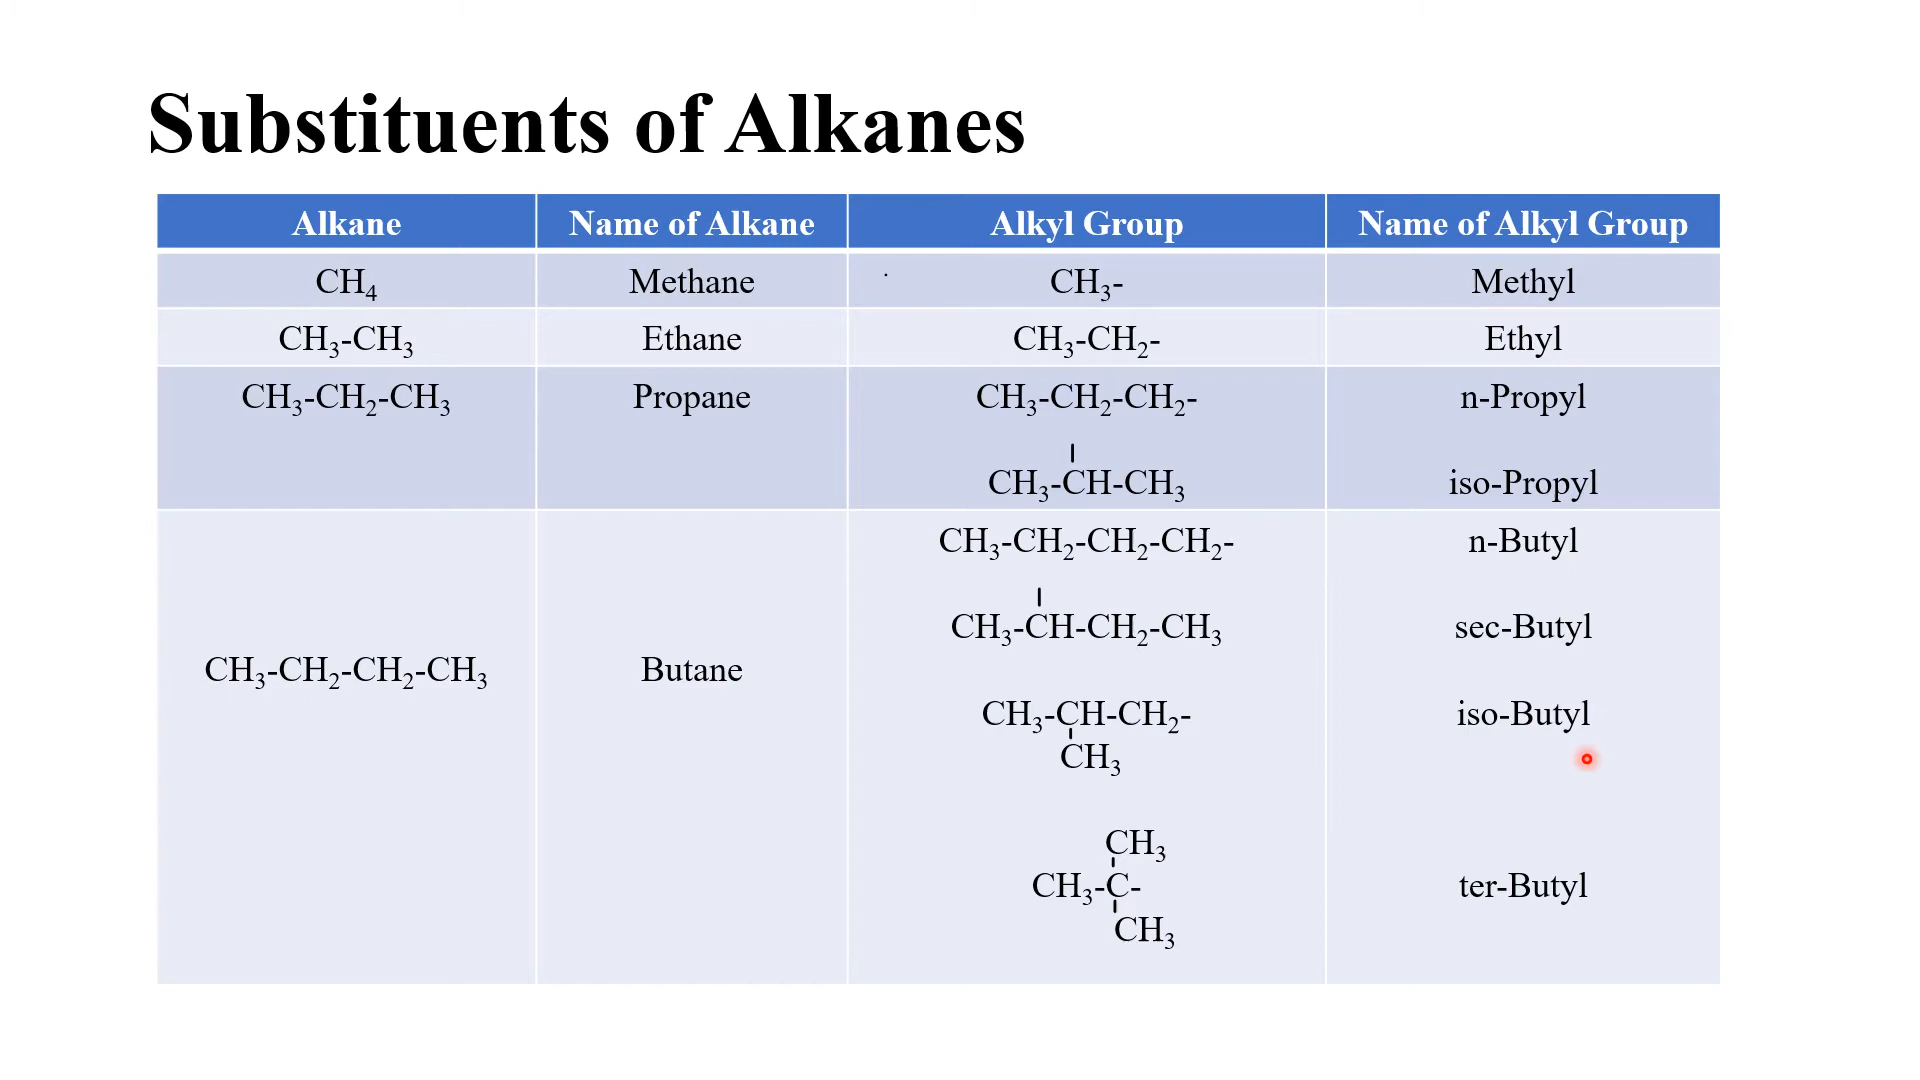 Substituents of Alkanes
Alkane Name of Alkane Alkyl Group Name of Alkyl Group
CH₄ Methane CH₃- Methyl
CH₃-CH₃ Ethane CH₃-CH₂- Ethyl
CH₃-CH₂-CH₃ Propane CH₃-CH₂-CH₂- n-Propyl
CH₃-CH-CH₃ iso-Propyl
CH₃-CH₂-CH₂-CH₂- n-Butyl
CH₃-CH-CH₂-CH₃ sec-Butyl
CH₃-CH₂-CH₂-CH₃ Butane
CH₃-CH-CH₂- iso-Butyl
CH₃
CH₃
CH₃-C- ter-Butyl
CH₃